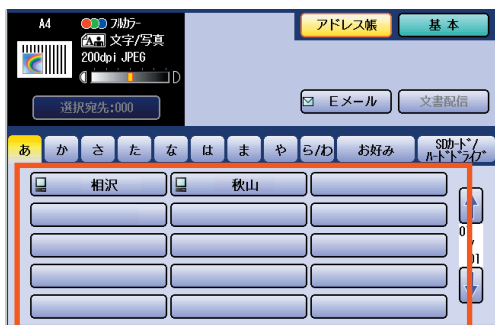 A4 フルカラー
文字/写真
200dpi JPEG
アドレス帳 基本
選択宛先:000
Eメール 文書配信
あ か さ た な は ま や ら/わ お好み SDカード/
ハードドライブ
相沢 秋山